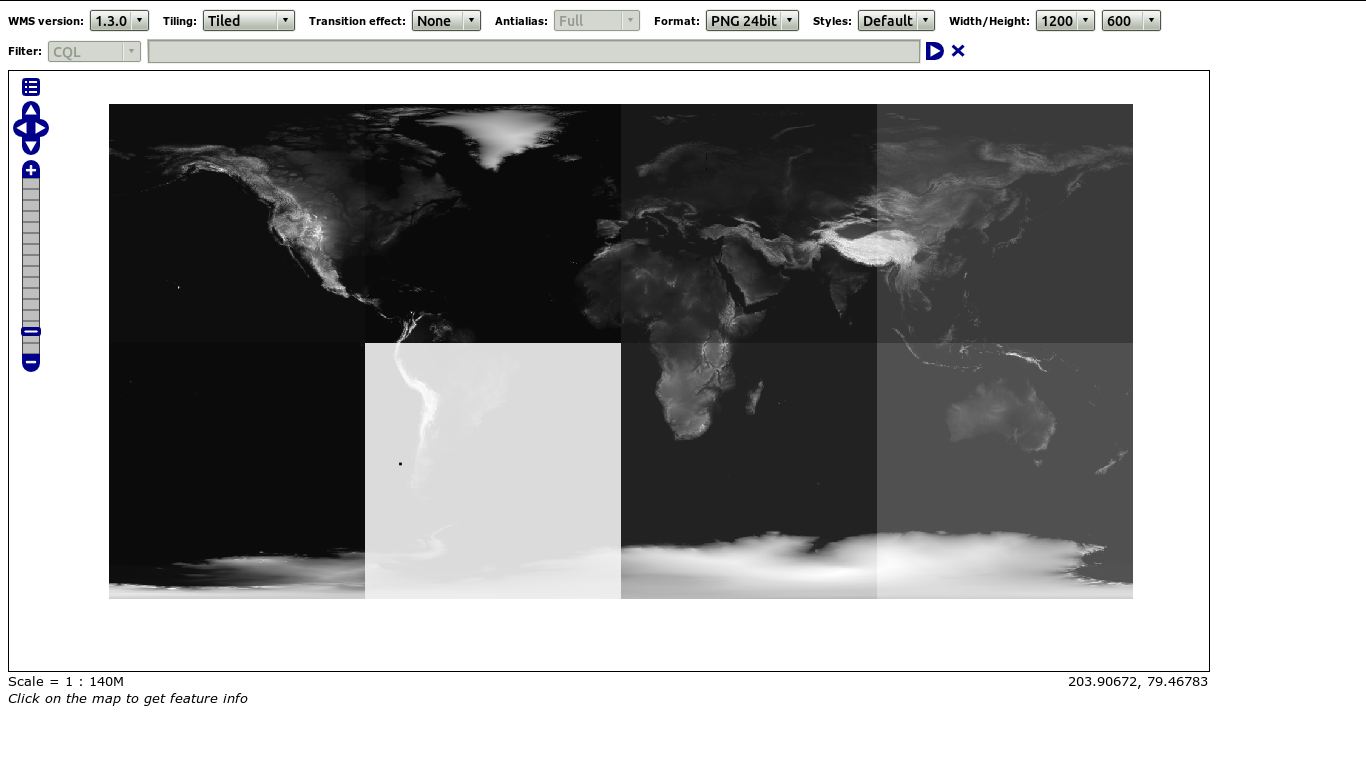 WMS version: 1.3.0 Tiling: Tiled Transition effect: None Antialias: Full Format: PNG 24bit Styles: Default Width/Height: 1200 600
Filter: CQL
Scale = 1 : 140M 203.90672, 79.46783
Click on the map to get feature info